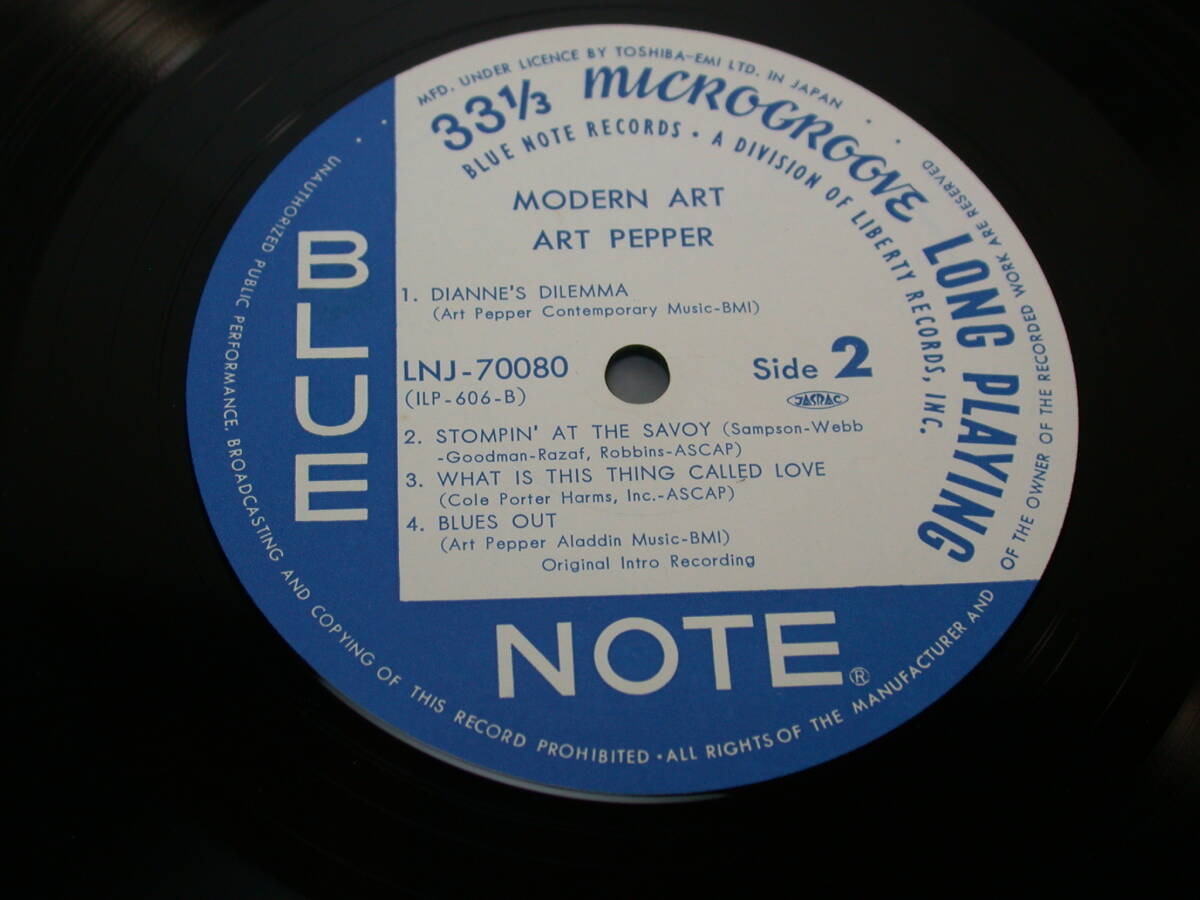 MFD. UNDER LICENCE BY TOSHIBA-EMI LTD. IN JAPAN
33 1/3 MICROGROOVE LONG PLAYING
BLUE NOTE RECORDS • A DIVISION OF LIBERTY RECORDS, INC.
MODERN ART
ART PEPPER
1. DIANNE'S DILEMMA
(Art Pepper Contemporary Music-BMI)
LNJ-70080
(ILP-606-B)
Side 2
JASRAC
2. STOMPIN' AT THE SAVOY (Sampson-Webb
-Goodman-Razaf, Robbins-ASCAP)
3. WHAT IS THIS THING CALLED LOVE
(Cole Porter Harms, Inc.-ASCAP)
4. BLUES OUT
(Art Pepper Aladdin Music-BMI)
Original Intro Recording
BLUE
NOTE®
UNAUTHORIZED PUBLIC PERFORMANCE, BROADCASTING AND COPYING OF THIS RECORD PROHIBITED • ALL RIGHTS OF THE MANUFACTURER AND OF THE OWNER OF THE RECORDED WORK ARE RESERVED